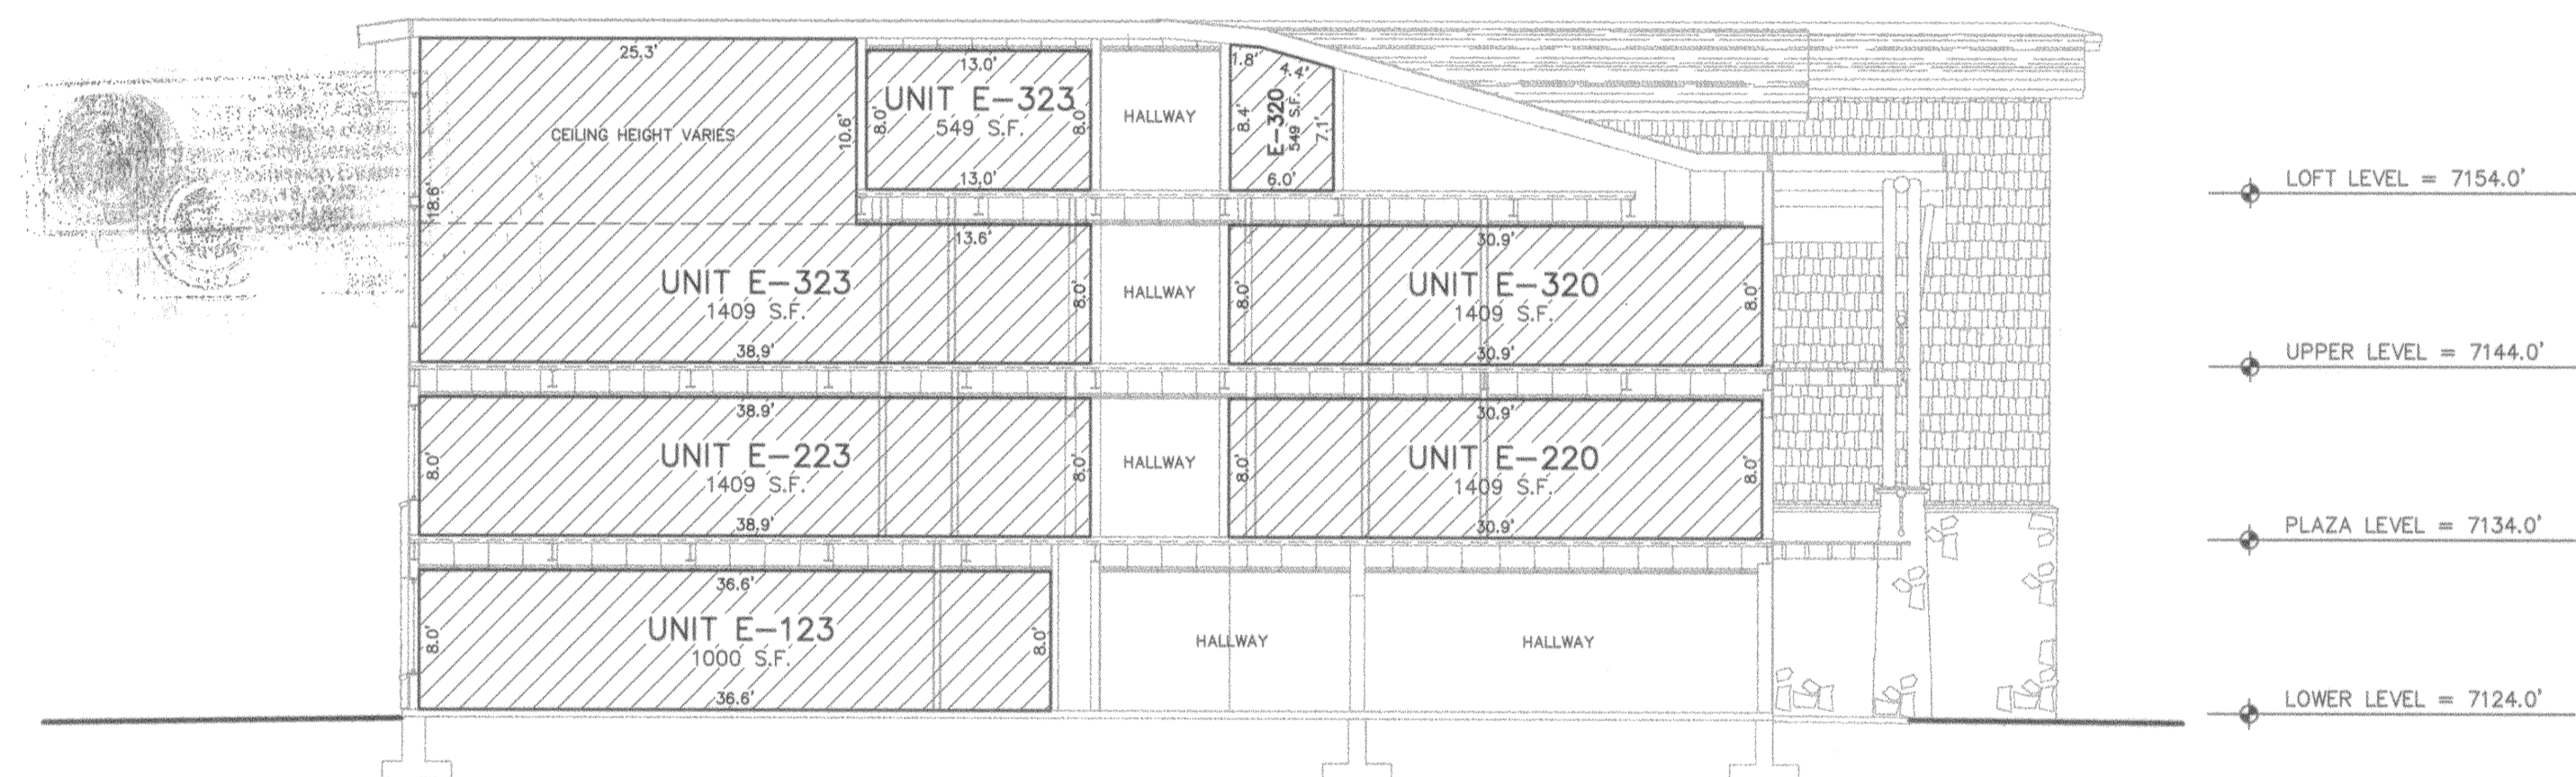 25.3'
13.0'
1.8'
4.4'
UNIT E-323
549 S.F.
8.0'
8.0'
10.6'
CEILING HEIGHT VARIES
HALLWAY
8.4'
E-320
549 S.F.
7.1'
13.0'
6.0'
LOFT LEVEL = 7154.0'
18.6'
13.6'
30.9'
UNIT E-323
1409 S.F.
8.0'
HALLWAY
8.0'
UNIT E-320
1409 S.F.
8.0'
38.9'
30.9'
UPPER LEVEL = 7144.0'
38.9'
30.9'
8.0'
UNIT E-223
1409 S.F.
8.0'
HALLWAY
8.0'
UNIT E-220
1409 S.F.
8.0'
38.9'
30.9'
PLAZA LEVEL = 7134.0'
36.6'
8.0'
UNIT E-123
1000 S.F.
8.0'
HALLWAY
HALLWAY
36.6'
LOWER LEVEL = 7124.0'